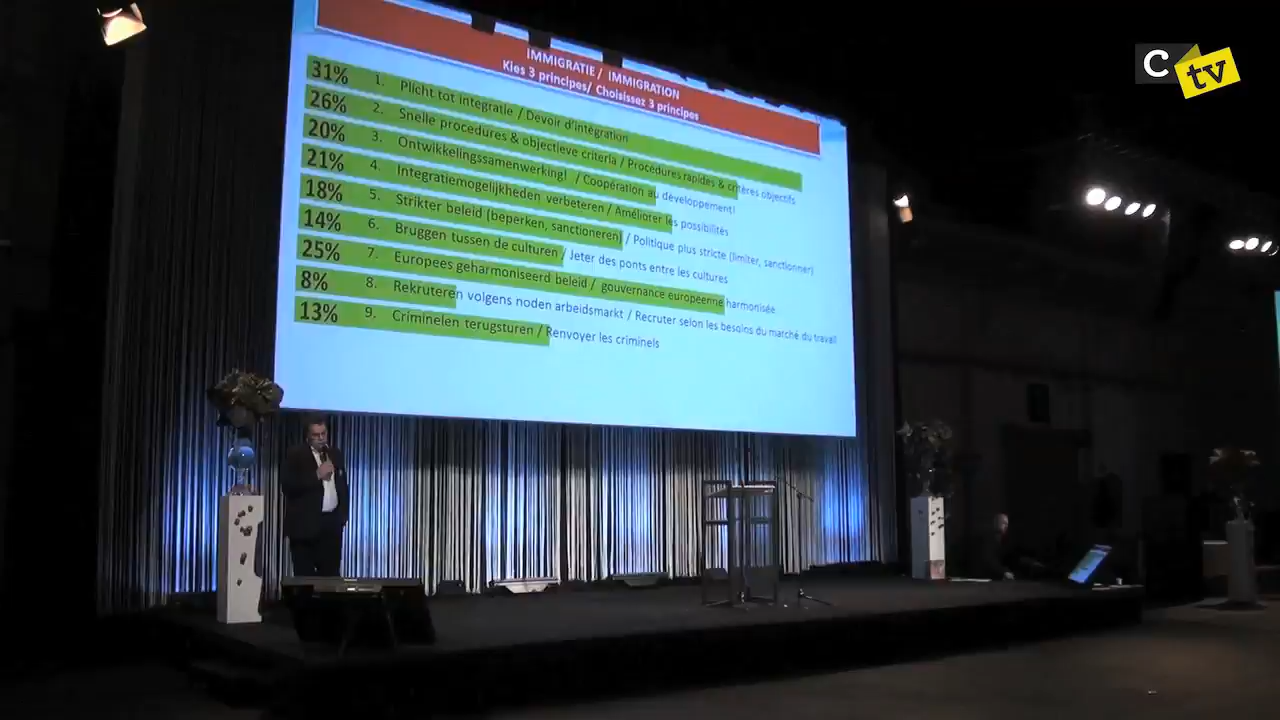 C tv
IMMIGRATIE / IMMIGRATION
Kies 3 principes/ Choisissez 3 principes
31% 1. Plicht tot integratie / Devoir d'intégration
26% 2. Snelle procedures & objectieve criteria / Procédures rapides & critères objectifs
20% 3. Ontwikkelingssamenwerking! / Coopération au développement!
21% 4. Integratiemogelijkheden verbeteren / Améliorer les possibilités
18% 5. Strikter beleid (beperken, sanctioneren) / Politique plus stricte (limiter, sanctionner)
14% 6. Bruggen tussen de culturen / Jeter des ponts entre les cultures
25% 7. Europees geharmoniseerd beleid / gouvernance européenne harmonisée
8% 8. Rekruteren volgens noden arbeidsmarkt / Recruter selon les besoins du marché du travail
13% 9. Criminelen terugsturen / Renvoyer les criminels